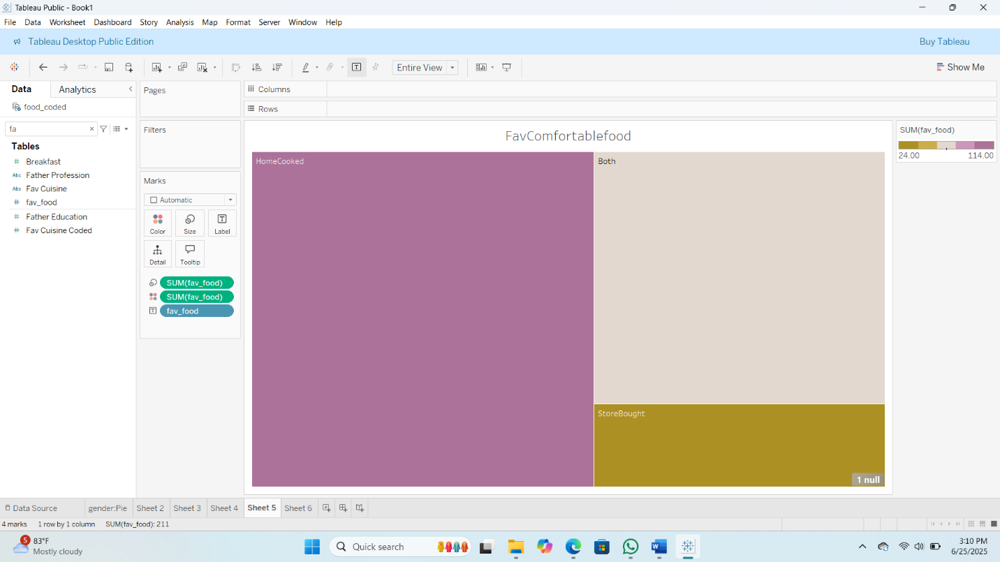 Tableau Public - Book1
File Data Worksheet Dashboard Story Analysis Map Format Server Window Help
Tableau Desktop Public Edition
Buy Tableau
Entire View
Show Me
Data
Analytics
food_coded
fa
Tables
Breakfast
Abc Father Profession
Abc Fav Cuisine
fav_food
Father Education
Fav Cuisine Coded
Pages
Filters
Marks
Automatic
Color Size Label
Detail Tooltip
SUM(fav_food)
SUM(fav_food)
fav_food
Columns
Rows
FavComfortablefood
HomeCooked
Both
StoreBought
1 null
SUM(fav_food)
24.00 114.00
Data Source gender:Pie Sheet 2 Sheet 3 Sheet 4 Sheet 5 Sheet 6
4 marks 1 row by 1 column SUM(fav_food): 211
5
83°F
Mostly cloudy
Quick search
3:10 PM
6/25/2025